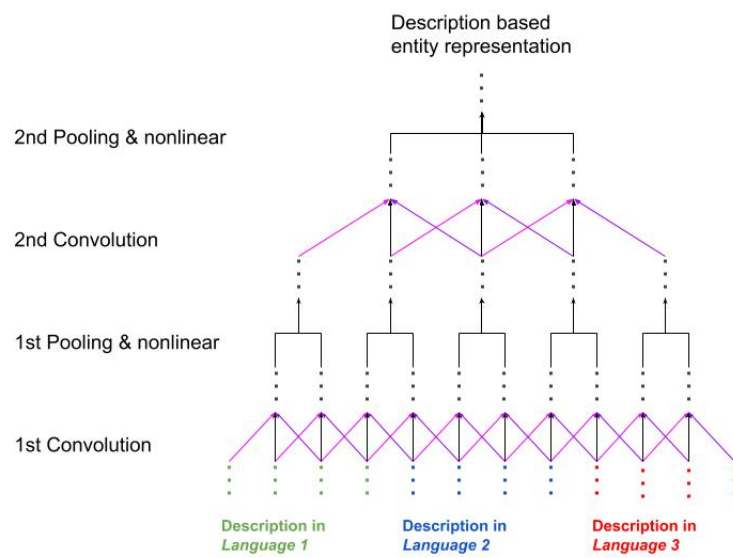 Description based
entity representation
2nd Pooling & nonlinear
2nd Convolution
1st Pooling & nonlinear
1st Convolution
Description in
Language 1
Description in
Language 2
Description in
Language 3